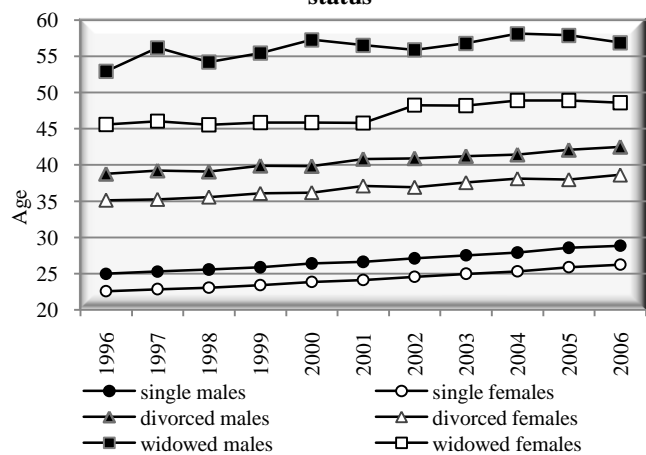 status
60
55
50
45
40
35
30
25
20
Age
1996
1997
1998
1999
2000
2001
2002
2003
2004
2005
2006
single males
single females
divorced males
divorced females
widowed males
widowed females